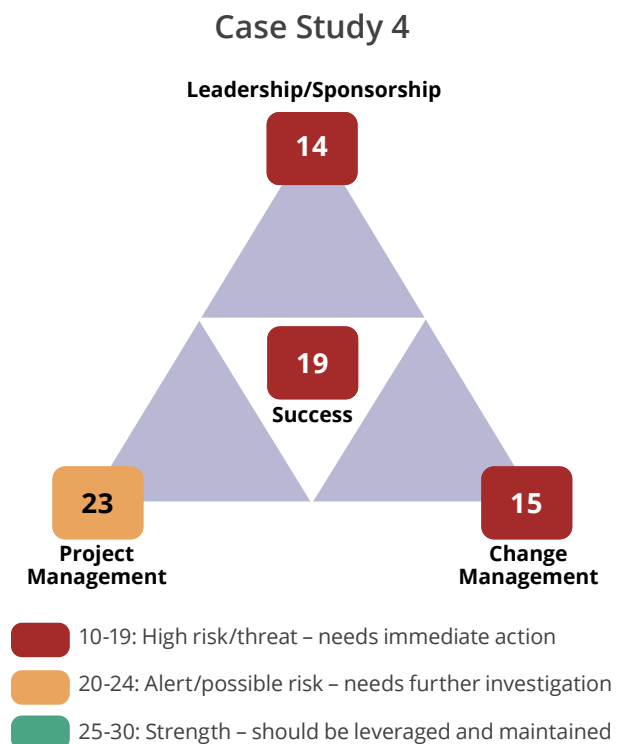 Case Study 4
Leadership/Sponsorship
14
19
Success
23
Project
Management
15
Change
Management
10-19: High risk/threat – needs immediate action
20-24: Alert/possible risk – needs further investigation
25-30: Strength – should be leveraged and maintained